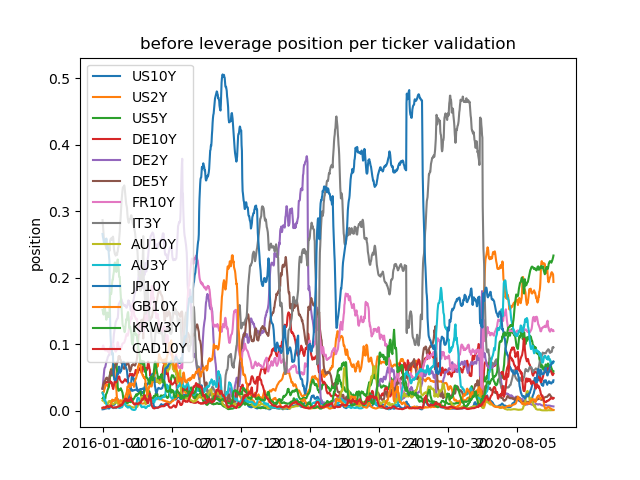 before leverage position per ticker validation
US10Y
US2Y
US5Y
DE10Y
DE2Y
DE5Y
FR10Y
IT3Y
AU10Y
AU3Y
JP10Y
GB10Y
KRW3Y
CAD10Y
position
0.5
0.4
0.3
0.2
0.1
0.0
2016-01-01 2016-10-07 2017-07-13 2018-04-19 2019-01-24 2019-10-30 2020-08-05